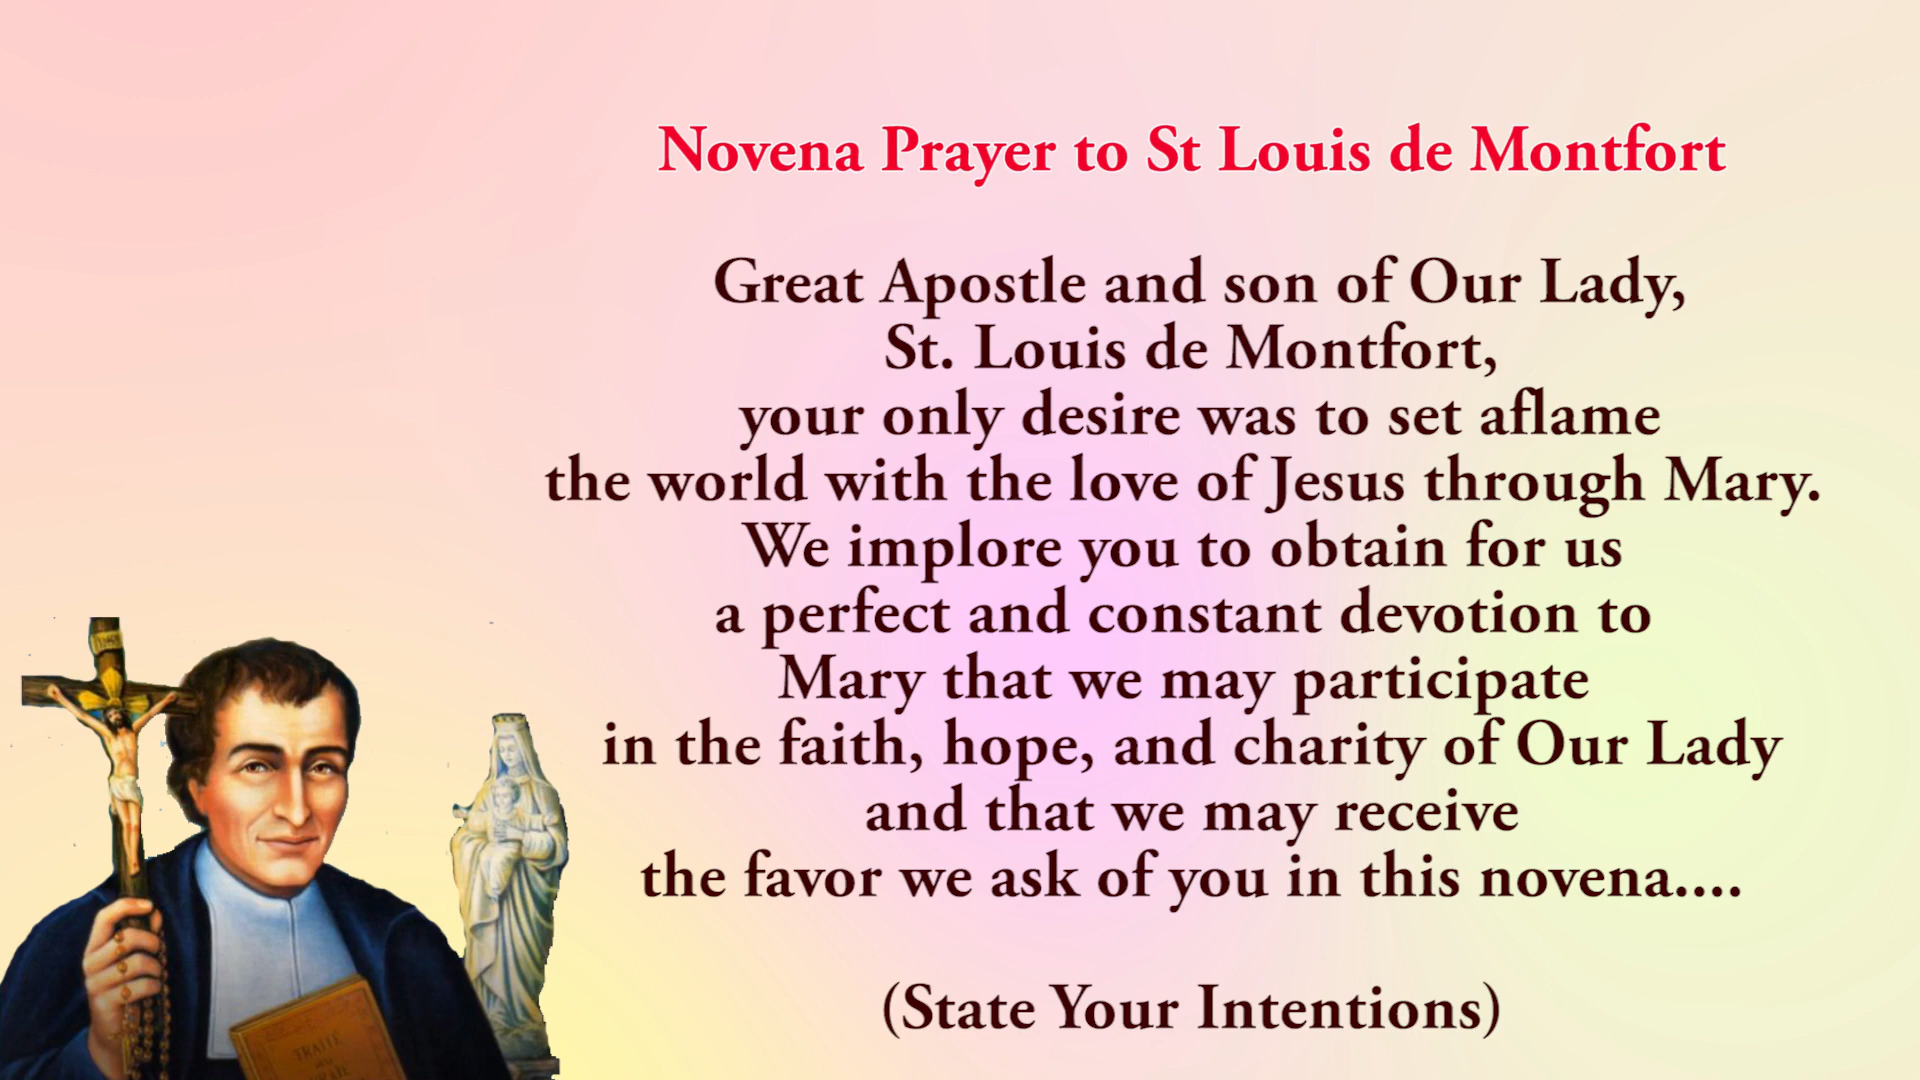 Novena Prayer to St Louis de Montfort
Great Apostle and son of Our Lady,
St. Louis de Montfort,
your only desire was to set aflame
the world with the love of Jesus through Mary.
We implore you to obtain for us
a perfect and constant devotion to
Mary that we may participate
in the faith, hope, and charity of Our Lady
and that we may receive
the favor we ask of you in this novena....
(State Your Intentions)
TRAITÉ